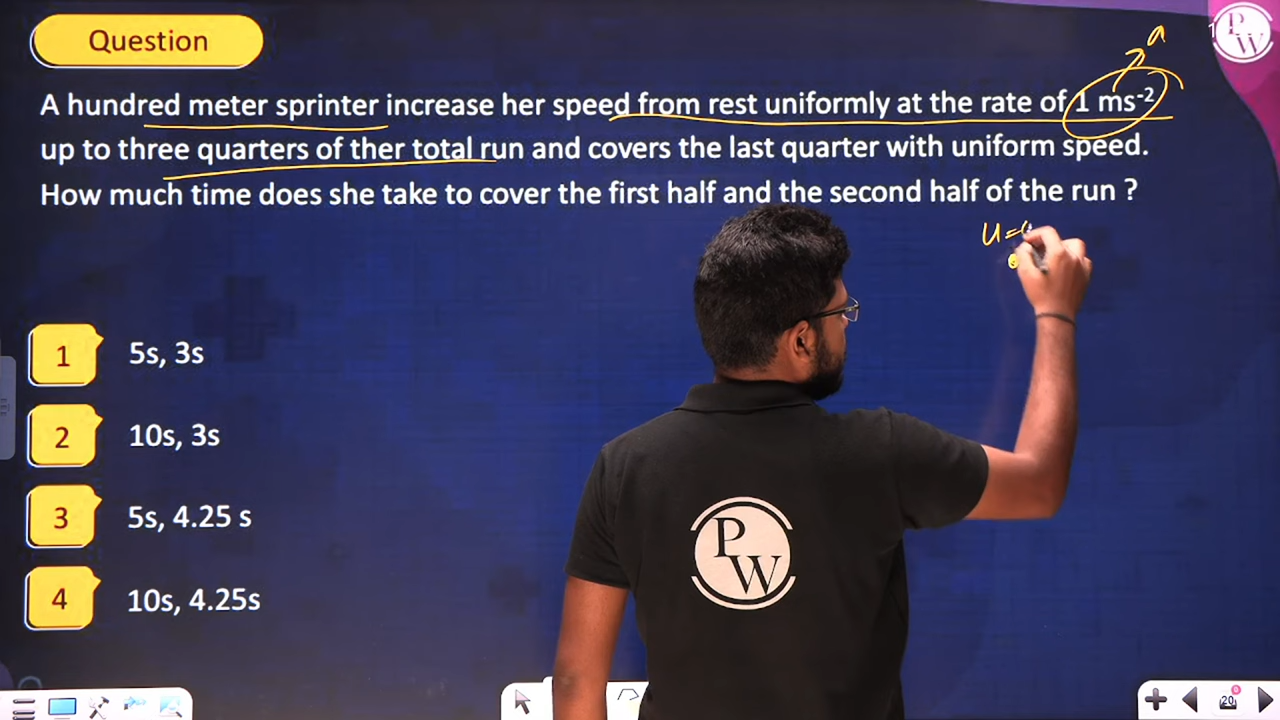 Question
A hundred meter sprinter increase her speed from rest uniformly at the rate of 1 ms⁻²
up to three quarters of ther total run and covers the last quarter with uniform speed.
How much time does she take to cover the first half and the second half of the run ?
a
u=
1 5s, 3s
2 10s, 3s
3 5s, 4.25 s
4 10s, 4.25s
PW
PW
20